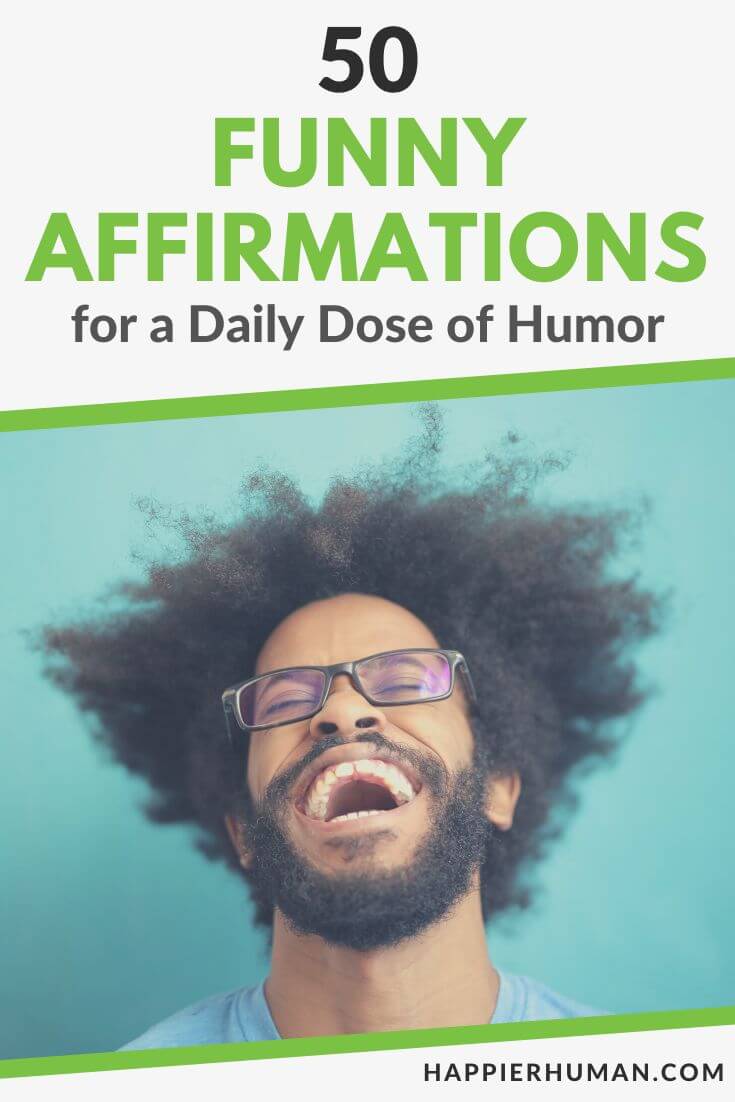 50
FUNNY
AFFIRMATIONS
for a Daily Dose of Humor
HAPPIERHUMAN.COM